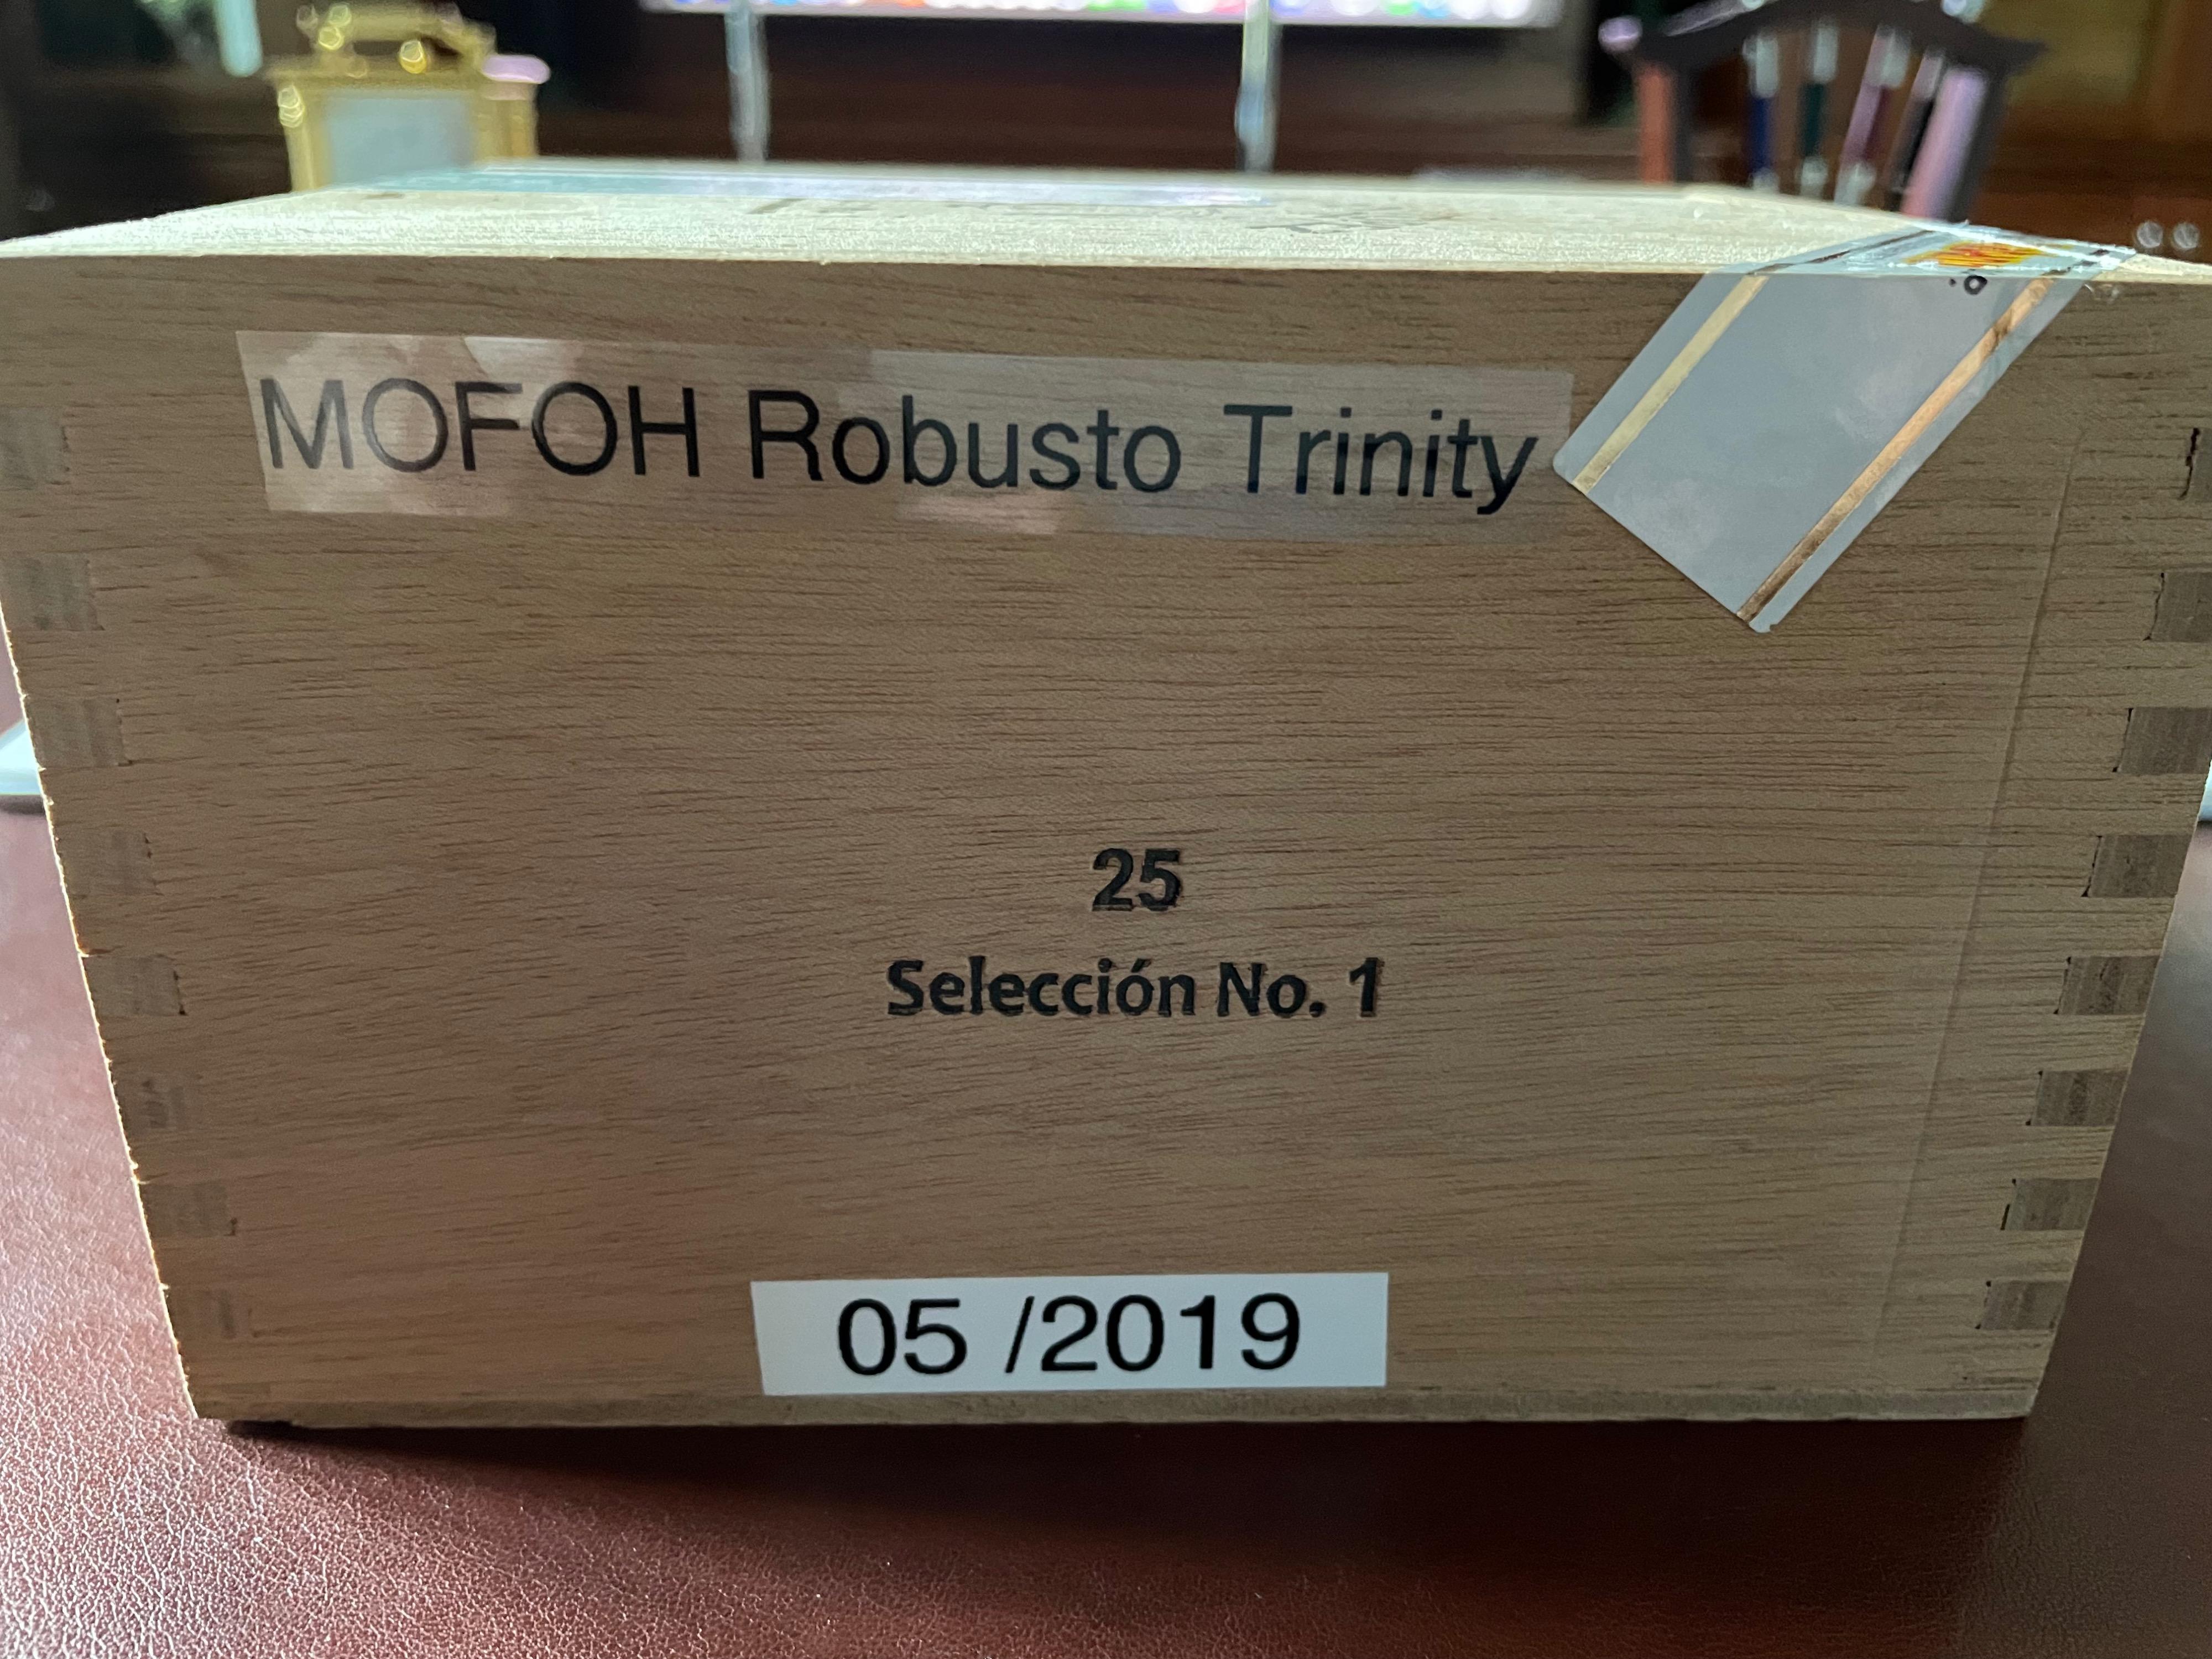 MOFOH Robusto Trinity
25
Selección No. 1
05 /2019